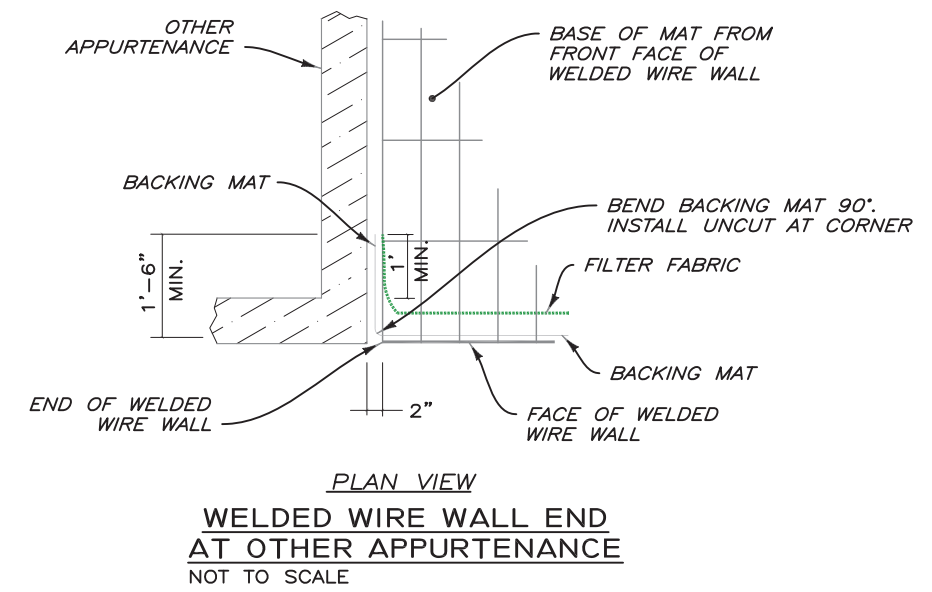 OTHER
APPURTENANCE
BASE OF MAT FROM
FRONT FACE OF
WELDED WIRE WALL
BACKING MAT
BEND BACKING MAT 90°.
INSTALL UNCUT AT CORNER
1'-6"
MIN.
1'
MIN.
FILTER FABRIC
BACKING MAT
END OF WELDED
WIRE WALL
2"
FACE OF WELDED
WIRE WALL
PLAN VIEW
WELDED WIRE WALL END
AT OTHER APPURTENANCE
NOT TO SCALE